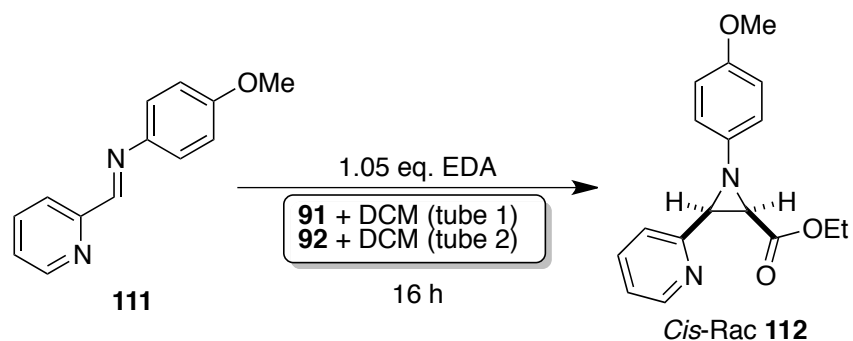 OMe
N
N
111
1.05 eq. EDA
91 + DCM (tube 1)
92 + DCM (tube 2)
16 h
OMe
N
H
H
OEt
N
O
Cis-Rac 112